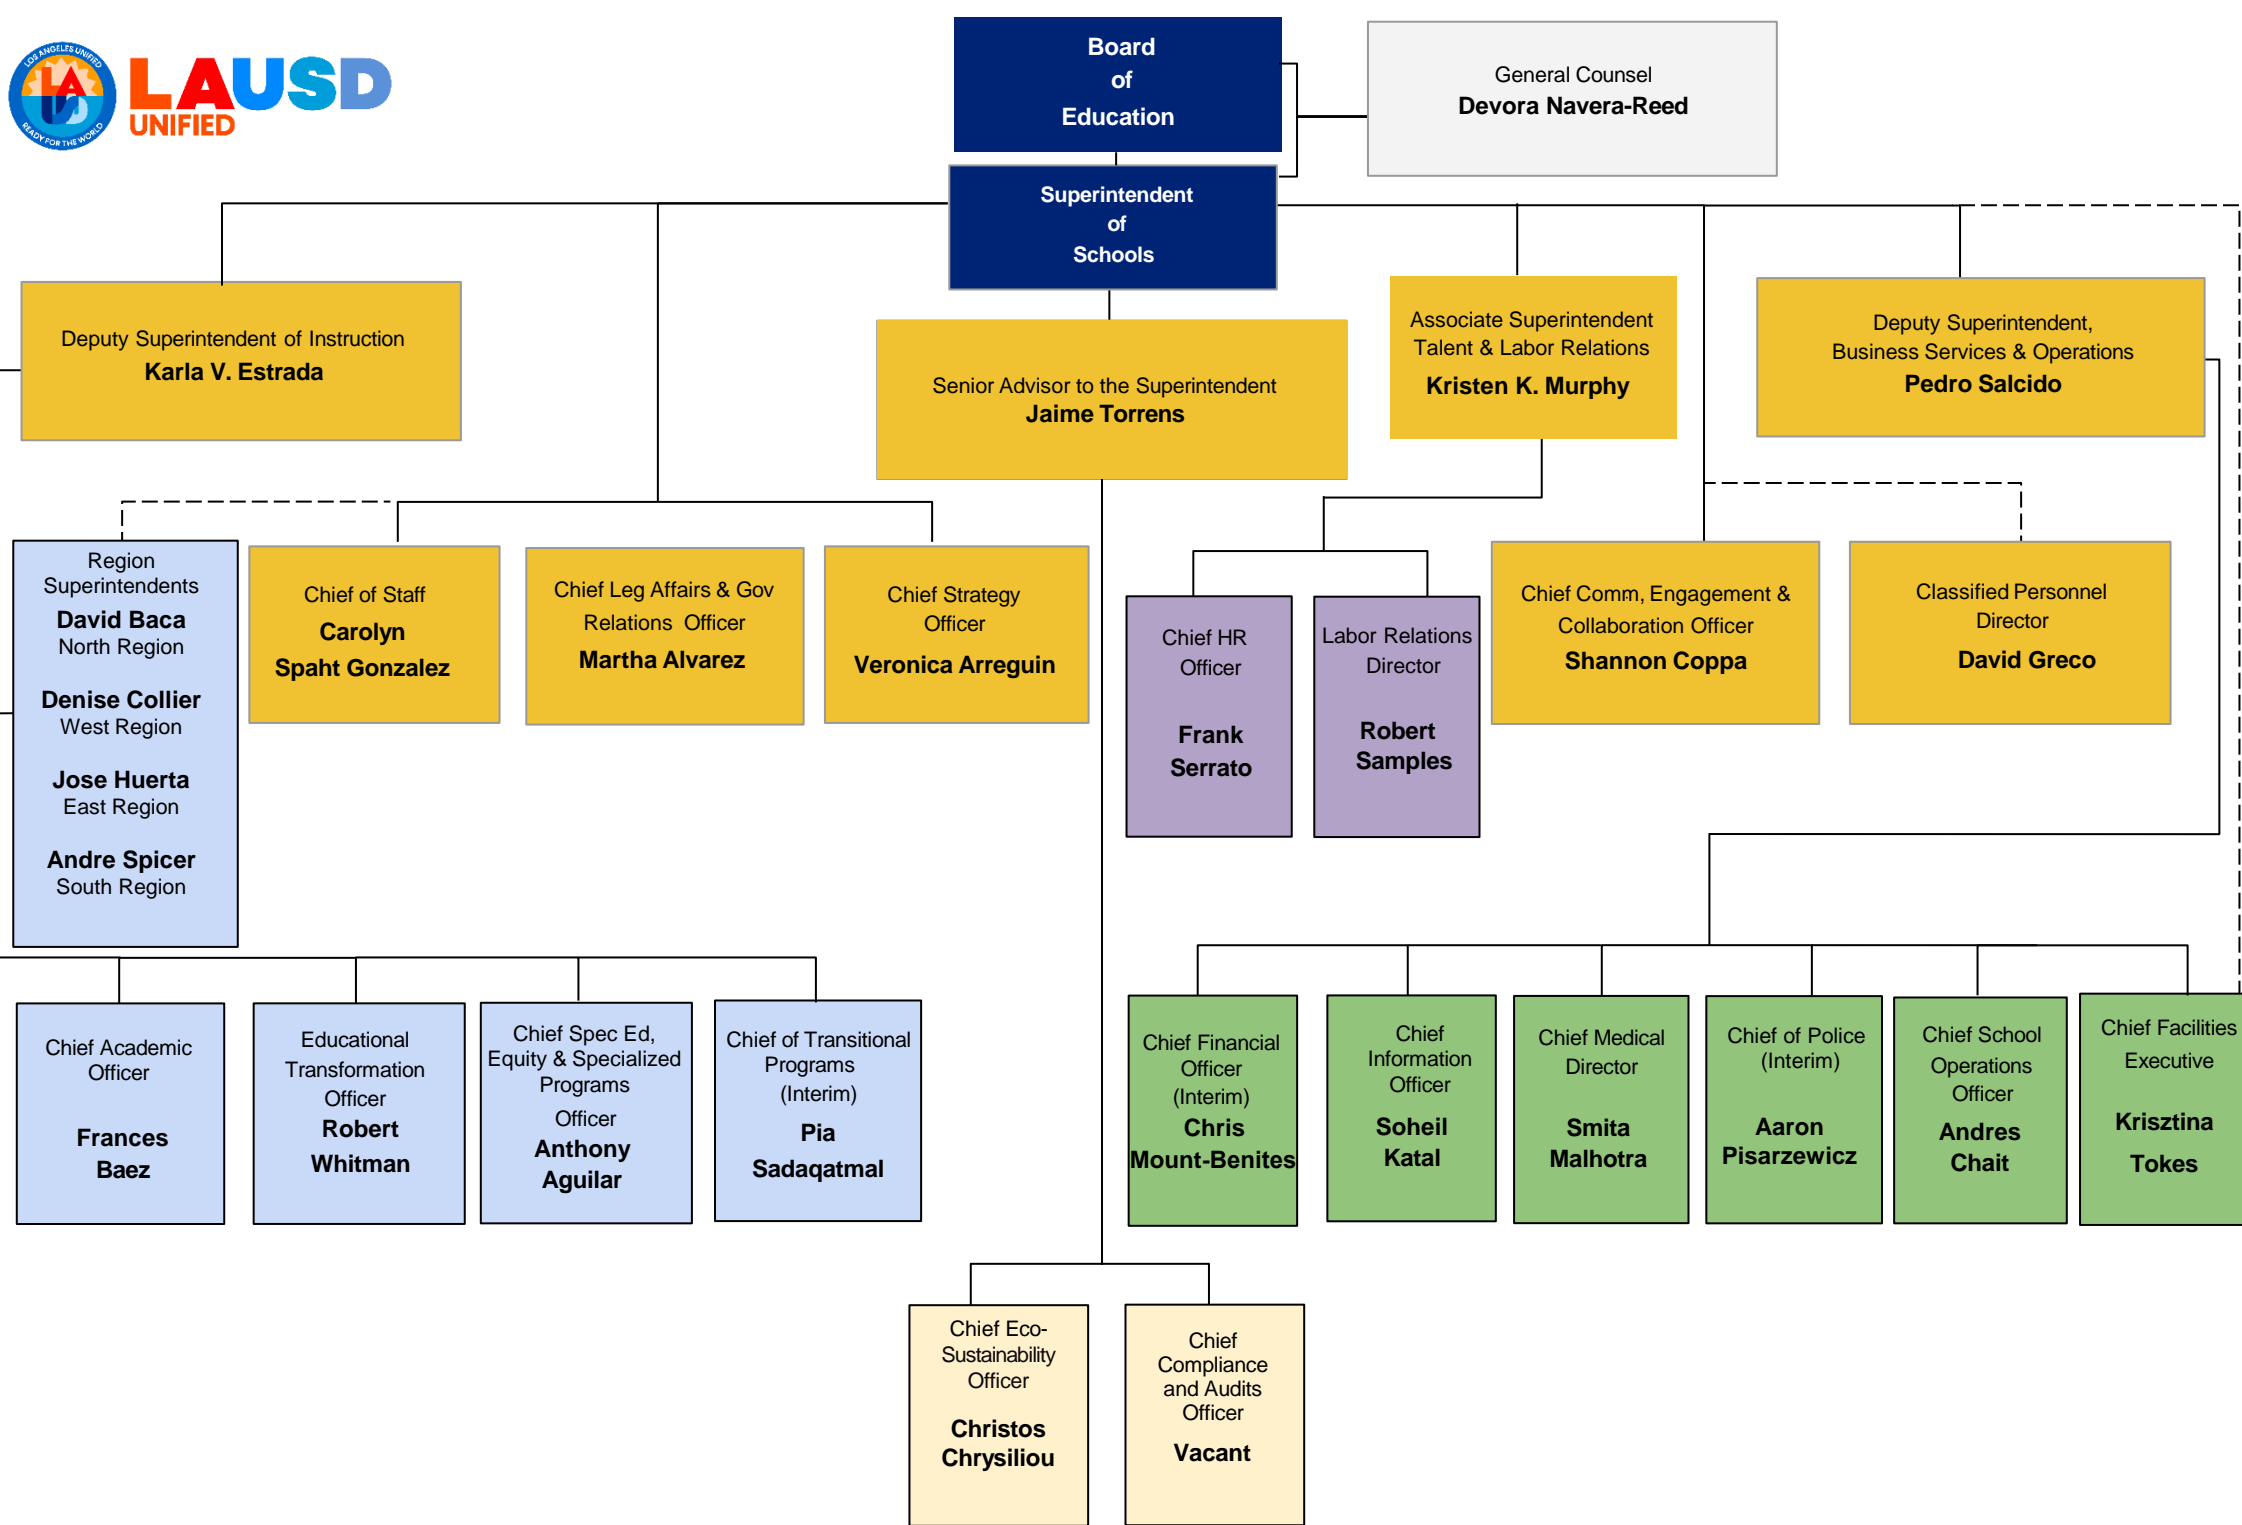 LOS ANGELES UNIFIED
LAUSD
READY FOR THE WORLD
LAUSD
UNIFIED
Board
of
Education
General Counsel
Devora Navera-Reed
Superintendent
of
Schools
Deputy Superintendent of Instruction
Karla V. Estrada
Senior Advisor to the Superintendent
Jaime Torrens
Associate Superintendent
Talent & Labor Relations
Kristen K. Murphy
Deputy Superintendent,
Business Services & Operations
Pedro Salcido
Region
Superintendents
David Baca
North Region
Denise Collier
West Region
Jose Huerta
East Region
Andre Spicer
South Region
Chief of Staff
Carolyn
Spaht Gonzalez
Chief Leg Affairs & Gov
Relations Officer
Martha Alvarez
Chief Strategy
Officer
Veronica Arreguin
Chief HR
Officer
Frank
Serrato
Labor Relations
Director
Robert
Samples
Chief Comm, Engagement &
Collaboration Officer
Shannon Coppa
Classified Personnel
Director
David Greco
Chief Academic
Officer
Frances
Baez
Educational
Transformation
Officer
Robert
Whitman
Chief Spec Ed,
Equity & Specialized
Programs
Officer
Anthony
Aguilar
Chief of Transitional
Programs
(Interim)
Pia
Sadaqatmal
Chief Financial
Officer
(Interim)
Chris
Mount-Benites
Chief
Information
Officer
Soheil
Katal
Chief Medical
Director
Smita
Malhotra
Chief of Police
(Interim)
Aaron
Pisarzewicz
Chief School
Operations
Officer
Andres
Chait
Chief Facilities
Executive
Krisztina
Tokes
Chief Eco-
Sustainability
Officer
Christos
Chrysiliou
Chief
Compliance
and Audits
Officer
Vacant